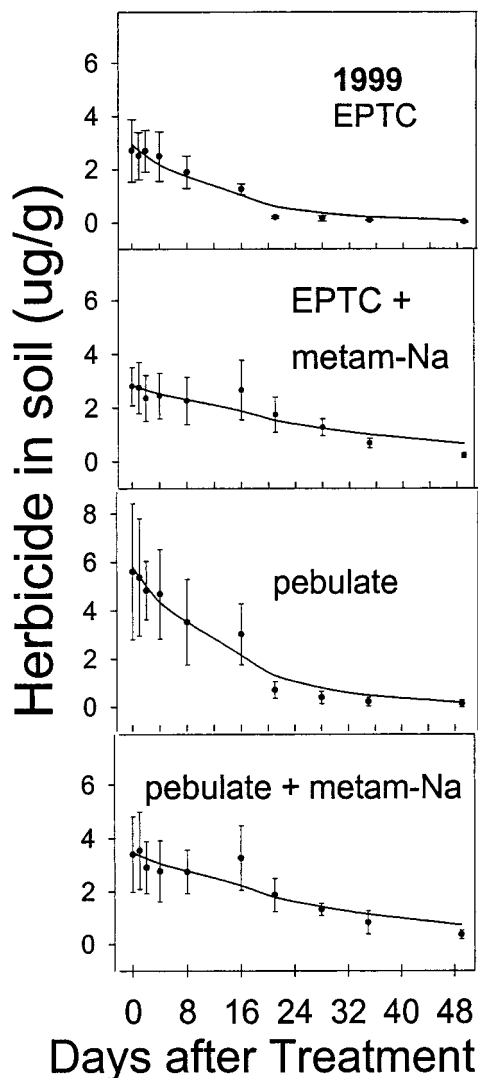 Herbicide in soil (ug/g)
6
4
2
0
1999
EPTC
6
4
2
0
EPTC +
metam-Na
8
6
4
2
0
pebulate
6
4
2
0
pebulate + metam-Na
0 8 16 24 32 40 48
Days after Treatment